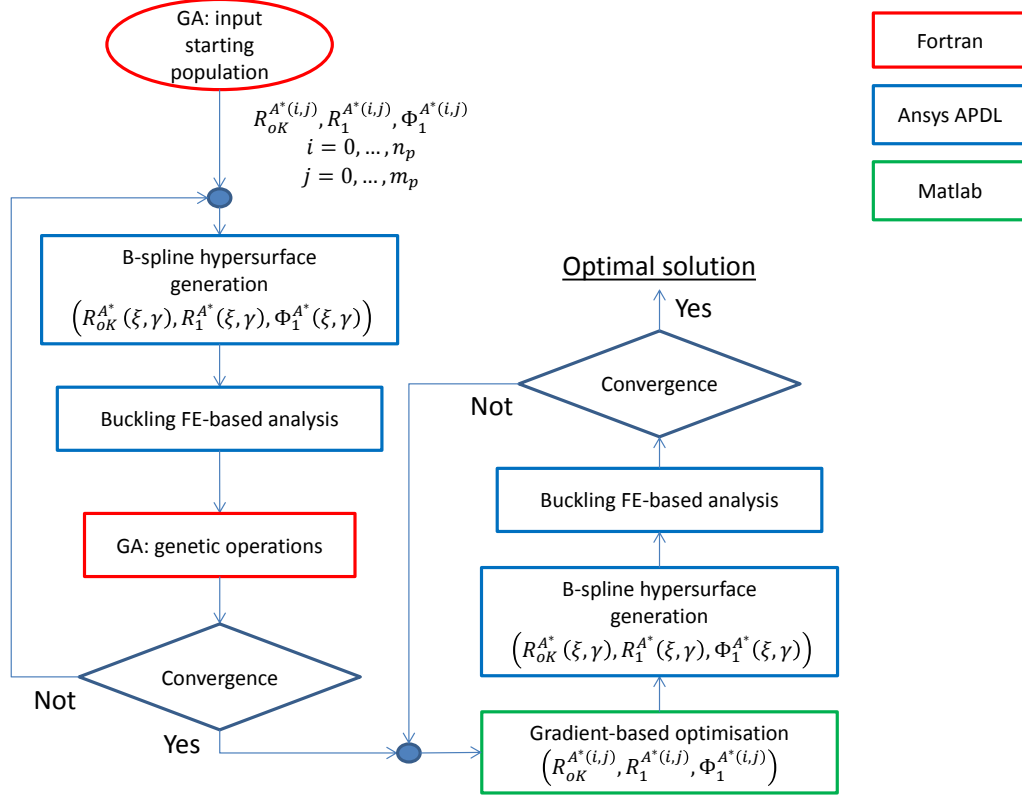 GA: input
starting
population
R_{oK}^{A*(i,j)}, R_1^{A*(i,j)}, Φ_1^{A*(i,j)}
i = 0, … , n_p
j = 0, … , m_p
B-spline hypersurface
generation
(R_{oK}^{A*}(ξ,γ), R_1^{A*}(ξ,γ), Φ_1^{A*}(ξ,γ))
Buckling FE-based analysis
GA: genetic operations
Convergence
Not
Yes
Gradient-based optimisation
(R_{oK}^{A*(i,j)}, R_1^{A*(i,j)}, Φ_1^{A*(i,j)})
B-spline hypersurface
generation
(R_{oK}^{A*}(ξ,γ), R_1^{A*}(ξ,γ), Φ_1^{A*}(ξ,γ))
Buckling FE-based analysis
Convergence
Not
Yes
Optimal solution
Fortran
Ansys APDL
Matlab